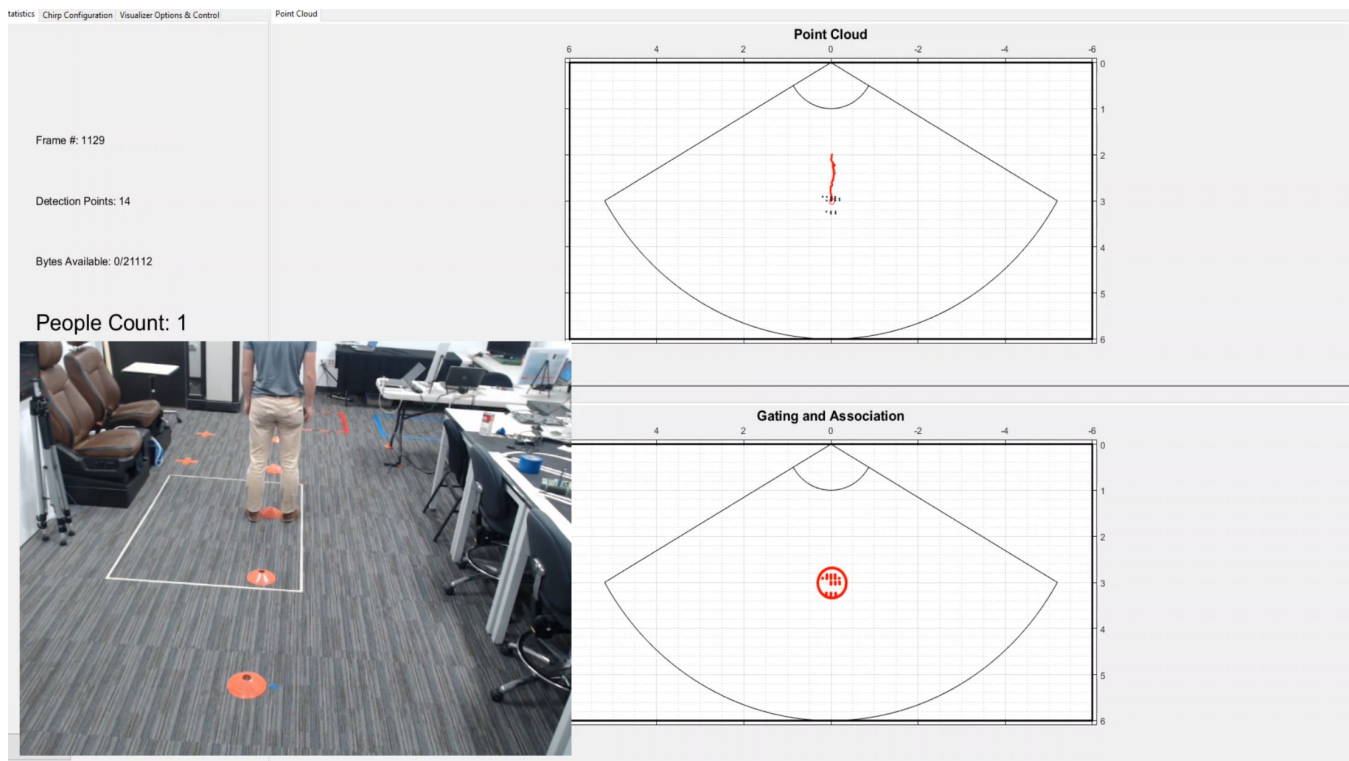 tatistics Chirp Configuration Visualizer Options & Control
Point Cloud
Frame #: 1129
Detection Points: 14
Bytes Available: 0/21112
People Count: 1
Point Cloud
6 4 2 0 -2 -4 -6
0
1
2
3
4
5
6
Gating and Association
4 2 0 -2 -4 -6
0
1
2
3
4
5
6